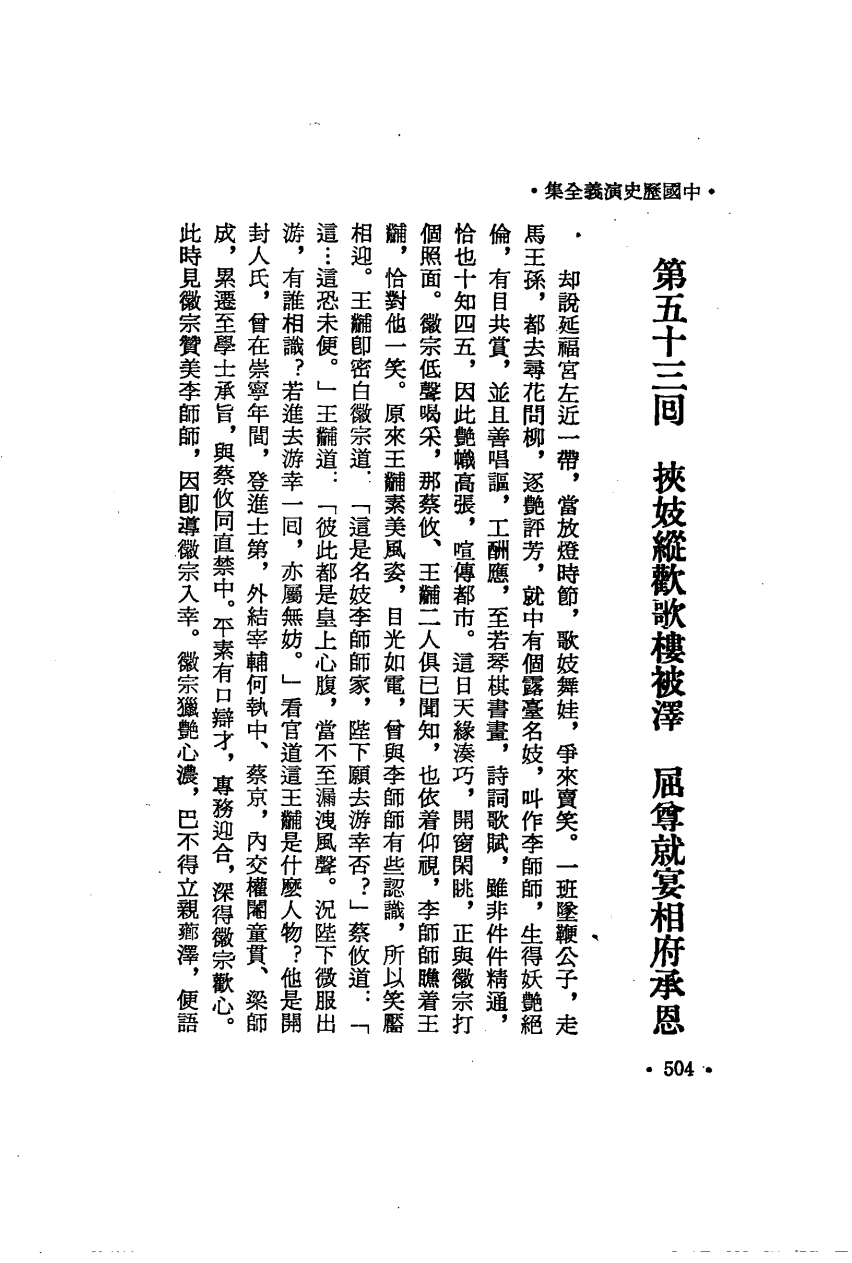 •中國歷史演義全集•
第五十三回　挾妓縱歡歌樓被澤　屈尊就宴相府承恩
却說延福宮左近一帶，當放燈時節，歌妓舞娃，爭來賣笑。一班墜鞭公子，走
馬王孫，都去尋花問柳，逐艷評芳，就中有個露臺名妓，叫作李師師，生得妖艷絕
倫，有目共賞，並且善唱謳，工酬應，至若琴棋書畫，詩詞歌賦，雖非件件精通，
恰也十知四五，因此艷幟高張，喧傳都市。這日天緣湊巧，開窗閑眺，正與徽宗打
個照面。徽宗低聲喝采，那蔡攸、王黼二人俱已聞知，也依着仰視，李師師瞧着王
黼，恰對他一笑。原來王黼素美風姿，目光如電，曾與李師師有些認識，所以笑靨
相迎。王黼卽密白徽宗道：「這是名妓李師師家，陛下願去游幸否？」蔡攸道：「
這…這恐未便。」王黼道：「彼此都是皇上心腹，當不至漏洩風聲。況陛下微服出
游，有誰相識？若進去游幸一回，亦屬無妨。」看官道這王黼是什麼人物？他是開
封人氏，曾在崇寧年間，登進士第，外結宰輔何執中、蔡京，內交權閹童貫、梁師
成，累遷至學士承旨，與蔡攸同直禁中。平素有口辯才，專務迎合，深得徽宗歡心。
此時見徽宗贊美李師師，因卽導徽宗入幸。徽宗獵艷心濃，巴不得立親薌澤，便語
•504•